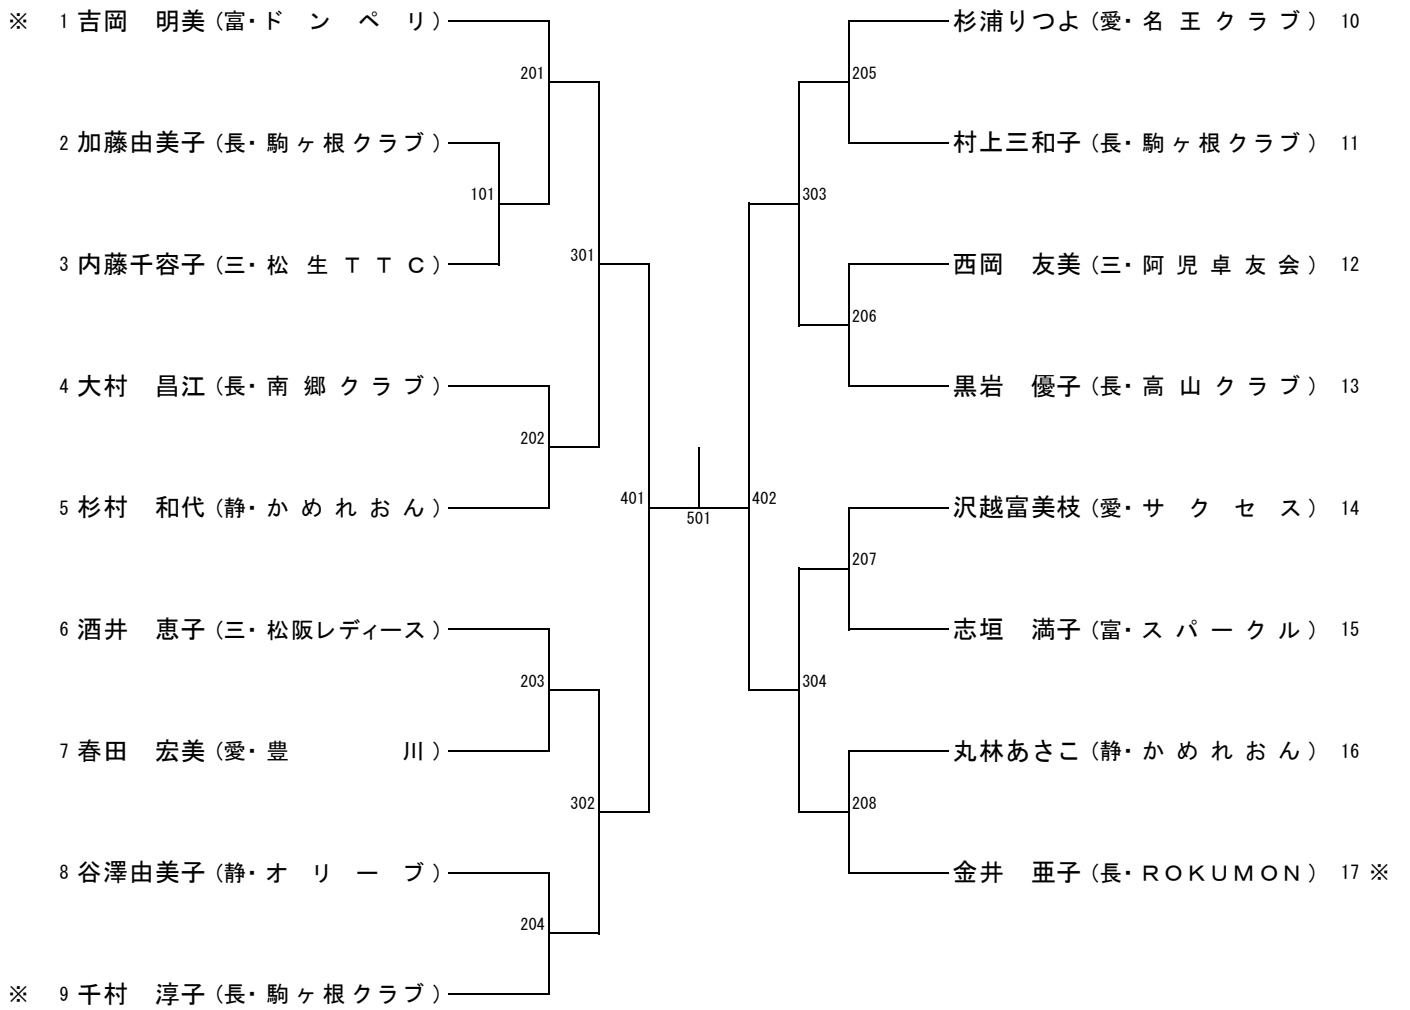 ※ 1 吉岡 明美 (富・ドンペリ)
201
2 加藤由美子 (長・駒ヶ根クラブ)
101
3 内藤千容子 (三・松生TTC)
301
4 大村 昌江 (長・南郷クラブ)
202
5 杉村 和代 (静・かめれおん)
401
6 酒井 恵子 (三・松阪レディース)
203
7 春田 宏美 (愛・豊川)
302
8 谷澤由美子 (静・オリーブ)
204
※ 9 千村 淳子 (長・駒ヶ根クラブ)
501
杉浦りつよ (愛・名王クラブ) 10
205
村上三和子 (長・駒ヶ根クラブ) 11
303
西岡 友美 (三・阿児卓友会) 12
206
黒岩 優子 (長・高山クラブ) 13
402
沢越富美枝 (愛・サクセス) 14
207
志垣 満子 (富・スパークル) 15
304
丸林あさこ (静・かめれおん) 16
208
金井 亜子 (長・ROKUMON) 17 ※